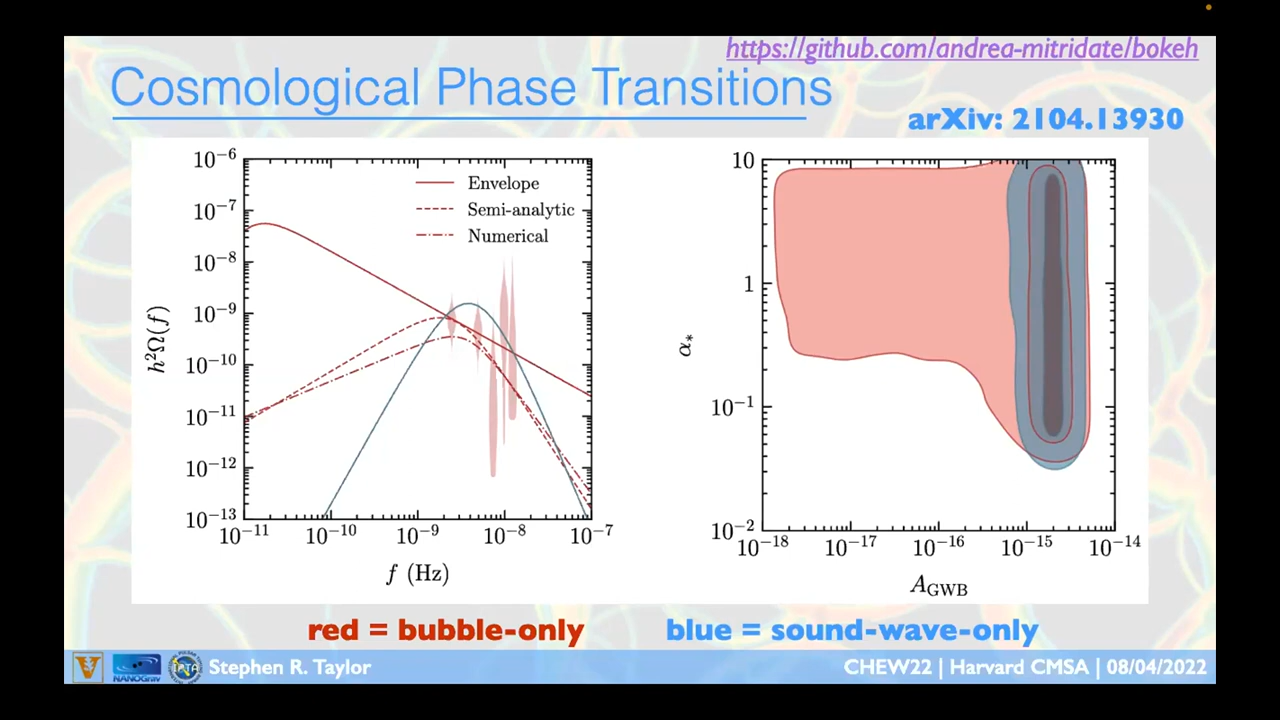 https://github.com/andrea-mitridate/bokeh
Cosmological Phase Transitions
arXiv: 2104.13930
10⁻⁶
10⁻⁷
10⁻⁸
10⁻⁹
10⁻¹⁰
10⁻¹¹
10⁻¹²
10⁻¹³
h²Ω(f)
Envelope
Semi-analytic
Numerical
10⁻¹¹ 10⁻¹⁰ 10⁻⁹ 10⁻⁸ 10⁻⁷
f (Hz)
10
1
10⁻¹
10⁻²
α*
10⁻¹⁸ 10⁻¹⁷ 10⁻¹⁶ 10⁻¹⁵ 10⁻¹⁴
A_GWB
red = bubble-only
blue = sound-wave-only
V
NANOGrav
IPTA
Stephen R. Taylor
CHEW22 | Harvard CMSA | 08/04/2022